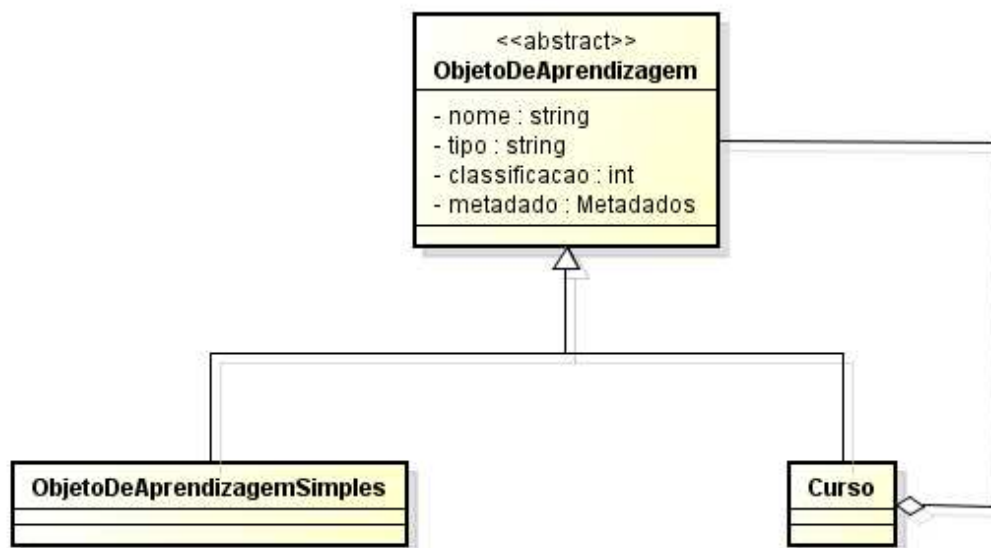 <<abstract>>
ObjetoDeAprendizagem
- nome : string
- tipo : string
- classificacao : int
- metadado : Metadados
ObjetoDeAprendizagemSimples
Curso